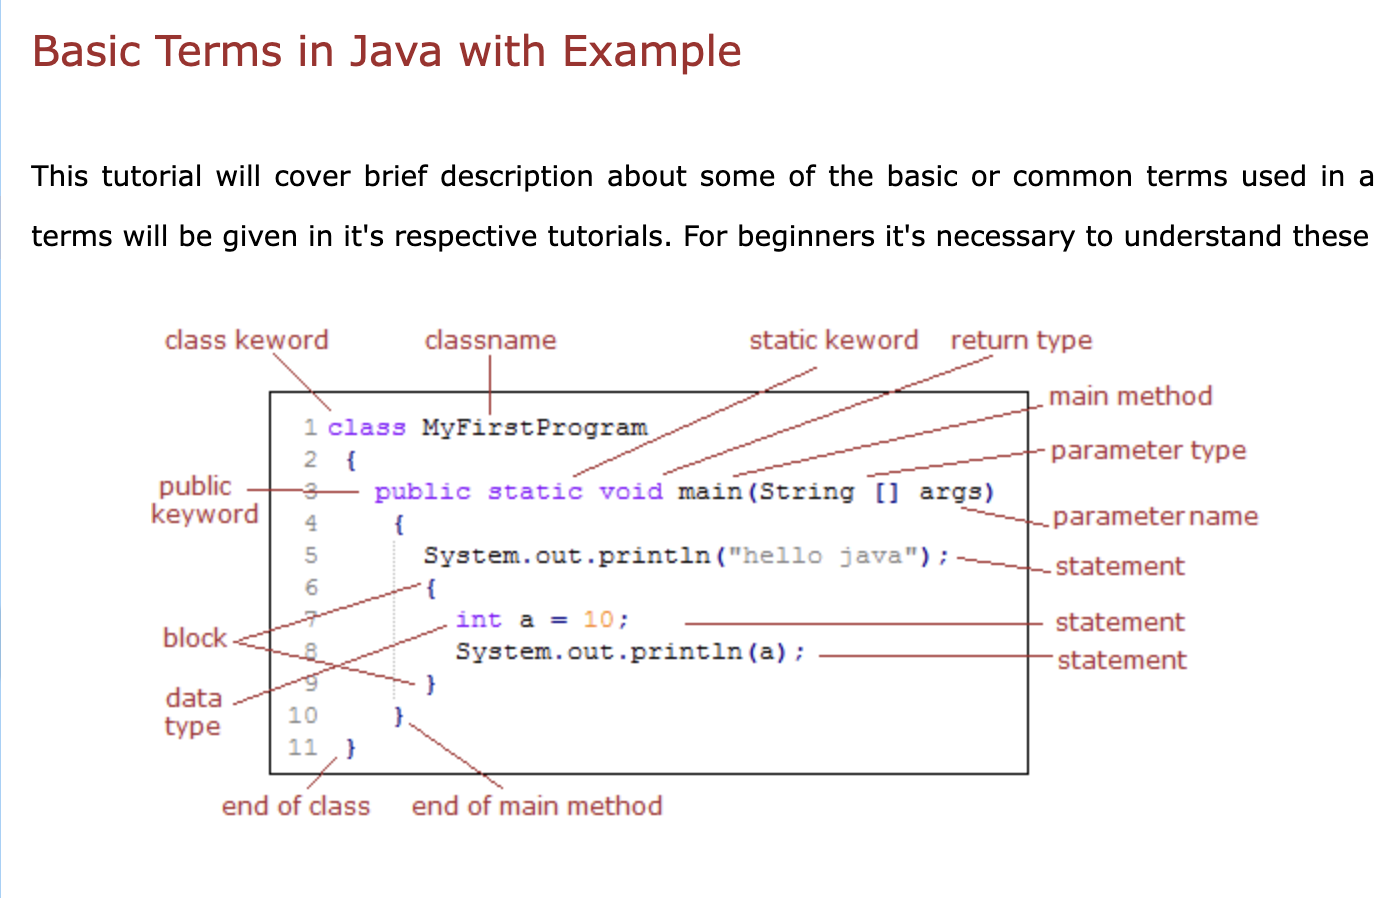 Basic Terms in Java with Example
This tutorial will cover brief description about some of the basic or common terms used in a
terms will be given in it's respective tutorials. For beginners it's necessary to understand these
class keword classname static keword return type
main method
parameter type
parameter name
statement
statement
statement
public
keyword
block
data
type
1 class MyFirstProgram
2 {
3 public static void main(String [] args)
4 {
5 System.out.println("hello java");
6 {
7 int a = 10;
8 System.out.println(a);
9 }
10 }
11 }
end of class end of main method